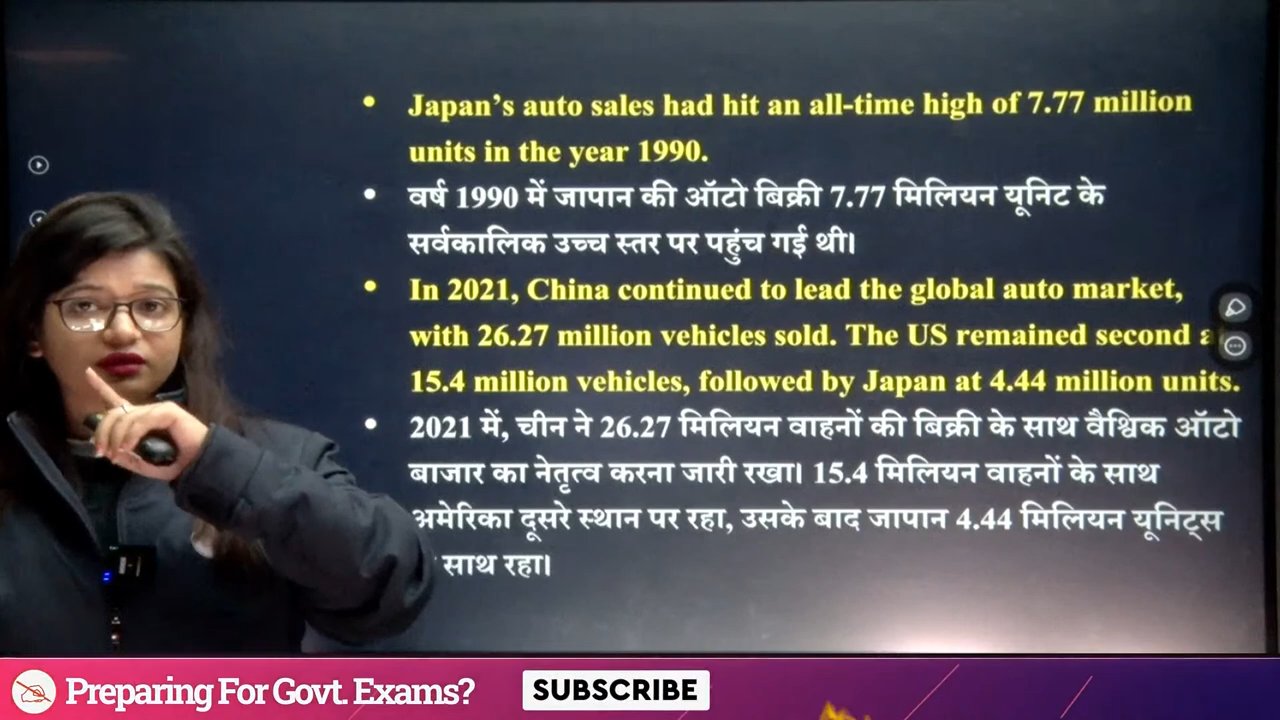 Japan’s auto sales had hit an all-time high of 7.77 million
units in the year 1990.
वर्ष 1990 में जापान की ऑटो बिक्री 7.77 मिलियन यूनिट के
सर्वकालिक उच्च स्तर पर पहुंच गई थी।
In 2021, China continued to lead the global auto market,
with 26.27 million vehicles sold. The US remained second
15.4 million vehicles, followed by Japan at 4.44 million units.
2021 में, चीन ने 26.27 मिलियन वाहनों की बिक्री के साथ वैश्विक ऑटो
बाजार का नेतृत्व करना जारी रखा। 15.4 मिलियन वाहनों के साथ
अमेरिका दूसरे स्थान पर रहा, उसके बाद जापान 4.44 मिलियन यूनिट्स
साथ रहा।
Preparing For Govt. Exams?
SUBSCRIBE